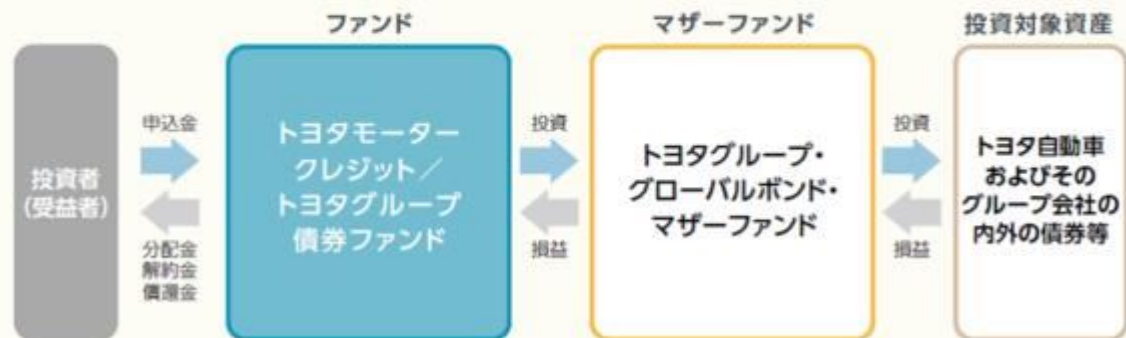 ファンド
マザーファンド
投資対象資産
投資者
(受益者)
申込金
分配金
解約金
償還金
トヨタモーター
クレジット／
トヨタグループ
債券ファンド
投資
損益
トヨタグループ・
グローバルボンド・
マザーファンド
投資
損益
トヨタ自動車
およびその
グループ会社の
内外の債券等